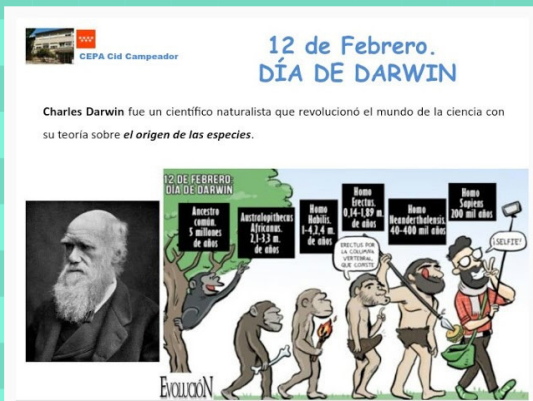 CEPA Cid Campeador
12 de Febrero.
DÍA DE DARWIN
Charles Darwin fue un científico naturalista que revolucionó el mundo de la ciencia con
su teoría sobre el origen de las especies.
12 DE FEBRERO:
DÍA DE DARWIN
Ancestro
común.
5 millones
de años
Australopithecus
Africanus.
2,1-3,3 m.
de años
Homo
Habilis.
1-4,2,4 m.
de años
Homo
Erectus.
0,14-1,89 m.
de años
Homo
Neanderthalensis.
40-400 mil años
Homo
Sapiens
200 mil años
ERECTUS POR
LA COLUMNA
VERTEBRAL,
QUE CONSTE
¡SELFIE!
EVOLUCIÓN